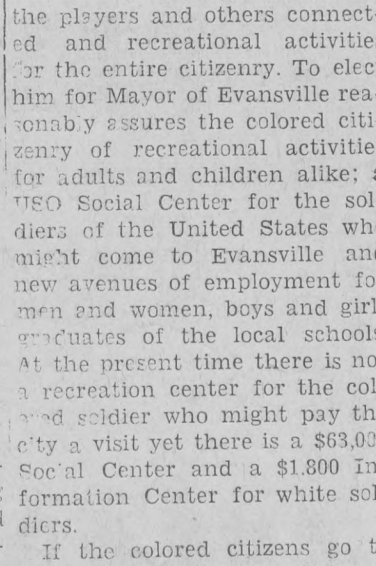 the players and others connect-
ed and recreational activitie
for the entire citizenry. To elec
him for Mayor of Evansville rea-
sonably assures the colored citi-
zenry of recreational activitie
for adults and children alike; a
USO Social Center for the sol
diers of the United States wh
might come to Evansville and
new avenues of employment fo
men and women, boys and girl
graduates of the local schools
At the present time there is no
a recreation center for the col
ored soldier who might pay th
city a visit yet there is a $63,00
Social Center and a $1.800 In
formation Center for white sol
diers.
If the colored citizens go t